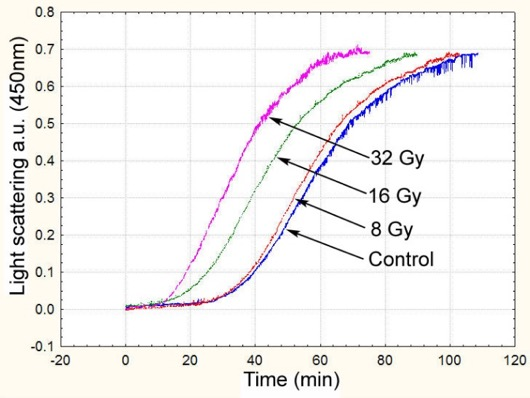 Light scattering a.u. (450nm)
0.8
0.7
0.6
0.5
0.4
0.3
0.2
0.1
0.0
-0.1
32 Gy
16 Gy
8 Gy
Control
-20 0 20 40 60 80 100 120
Time (min)